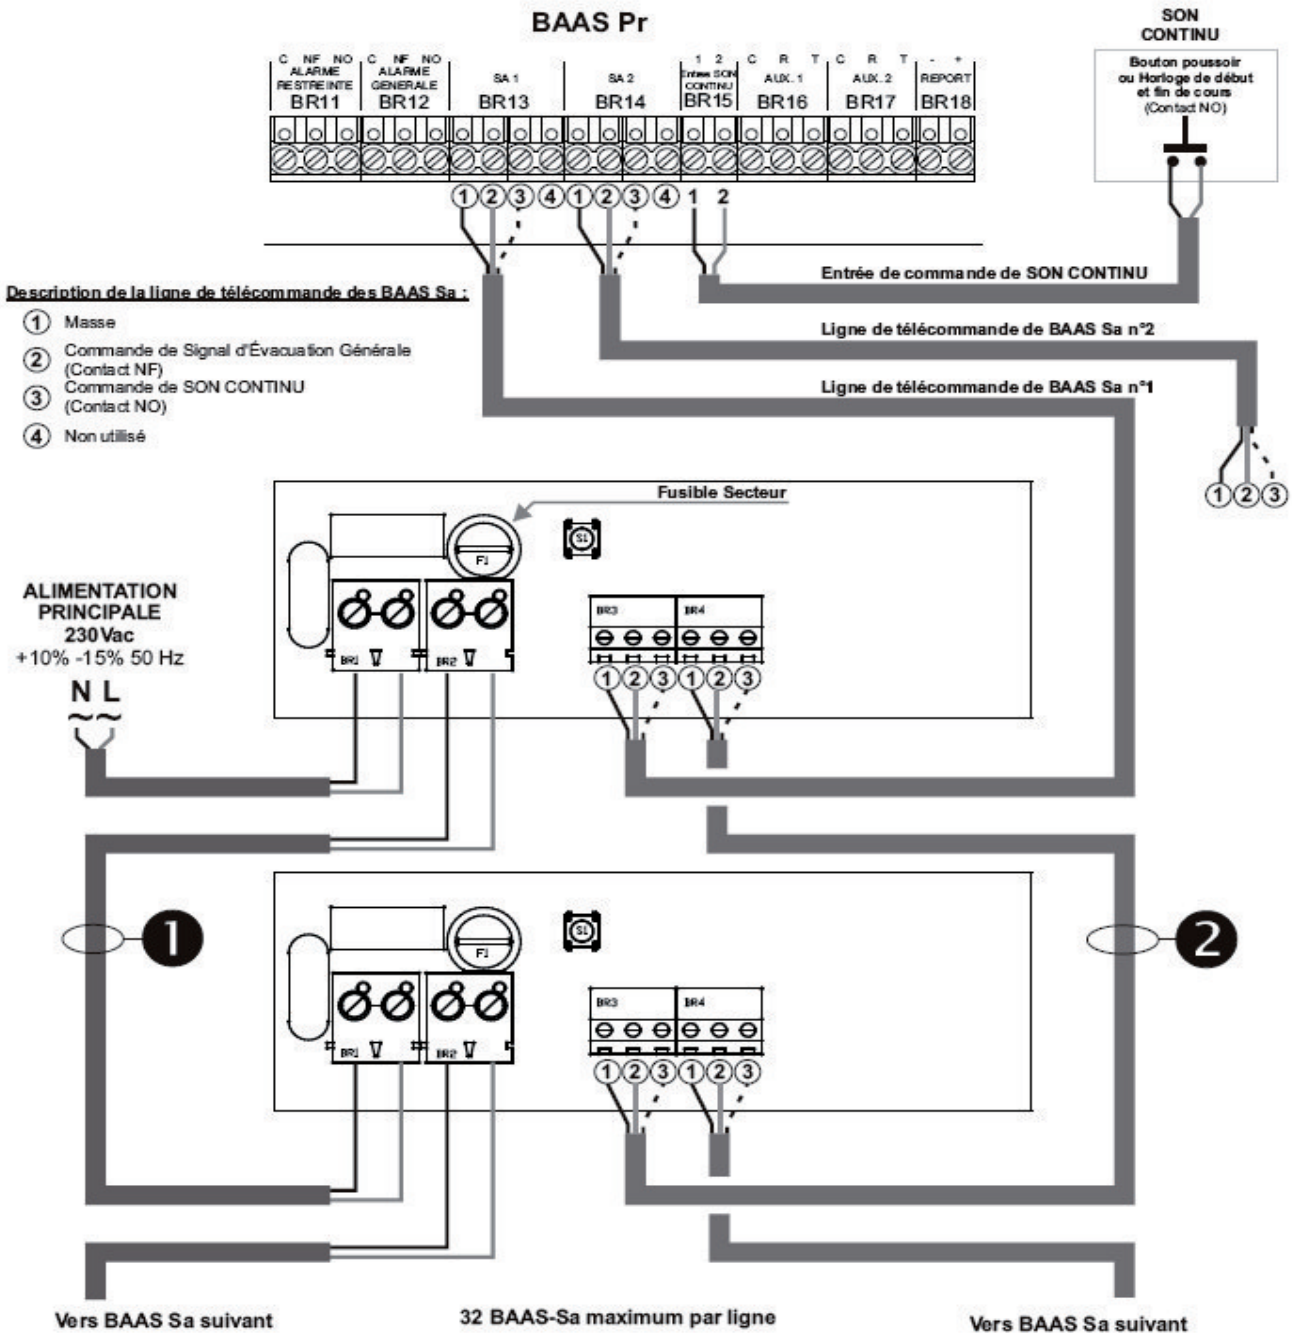 BAAS Pr
SON
CONTINU
Bouton poussoir
ou Horloge de début
et fin de cours
(Contact NO)
C NF NO C NF NO 1 2 C R T C R T - +
ALARME RESTREINTE ALARME GENERALE SA 1 SA 2 Entree SON CONTINU AUX. 1 AUX. 2 REPORT
BR11 BR12 BR13 BR14 BR15 BR16 BR17 BR18
1 2 3 4 1 2 3 4 1 2
Entrée de commande de SON CONTINU
Description de la ligne de télécommande des BAAS Sa :
1 Masse
2 Commande de Signal d'Évacuation Générale
(Contact NF)
3 Commande de SON CONTINU
(Contact NO)
4 Non utilisé
Ligne de télécommande de BAAS Sa n°2
Ligne de télécommande de BAAS Sa n°1
1 2 3
Fusible Secteur
F1
S1
BR3 BR4
BR1 BR2
1 2 3 1 2 3
ALIMENTATION
PRINCIPALE
230Vac
+10% -15% 50 Hz
N L
~ ~
1
2
F1
S1
BR3 BR4
BR1 BR2
1 2 3 1 2 3
Vers BAAS Sa suivant
32 BAAS-Sa maximum par ligne
Vers BAAS Sa suivant